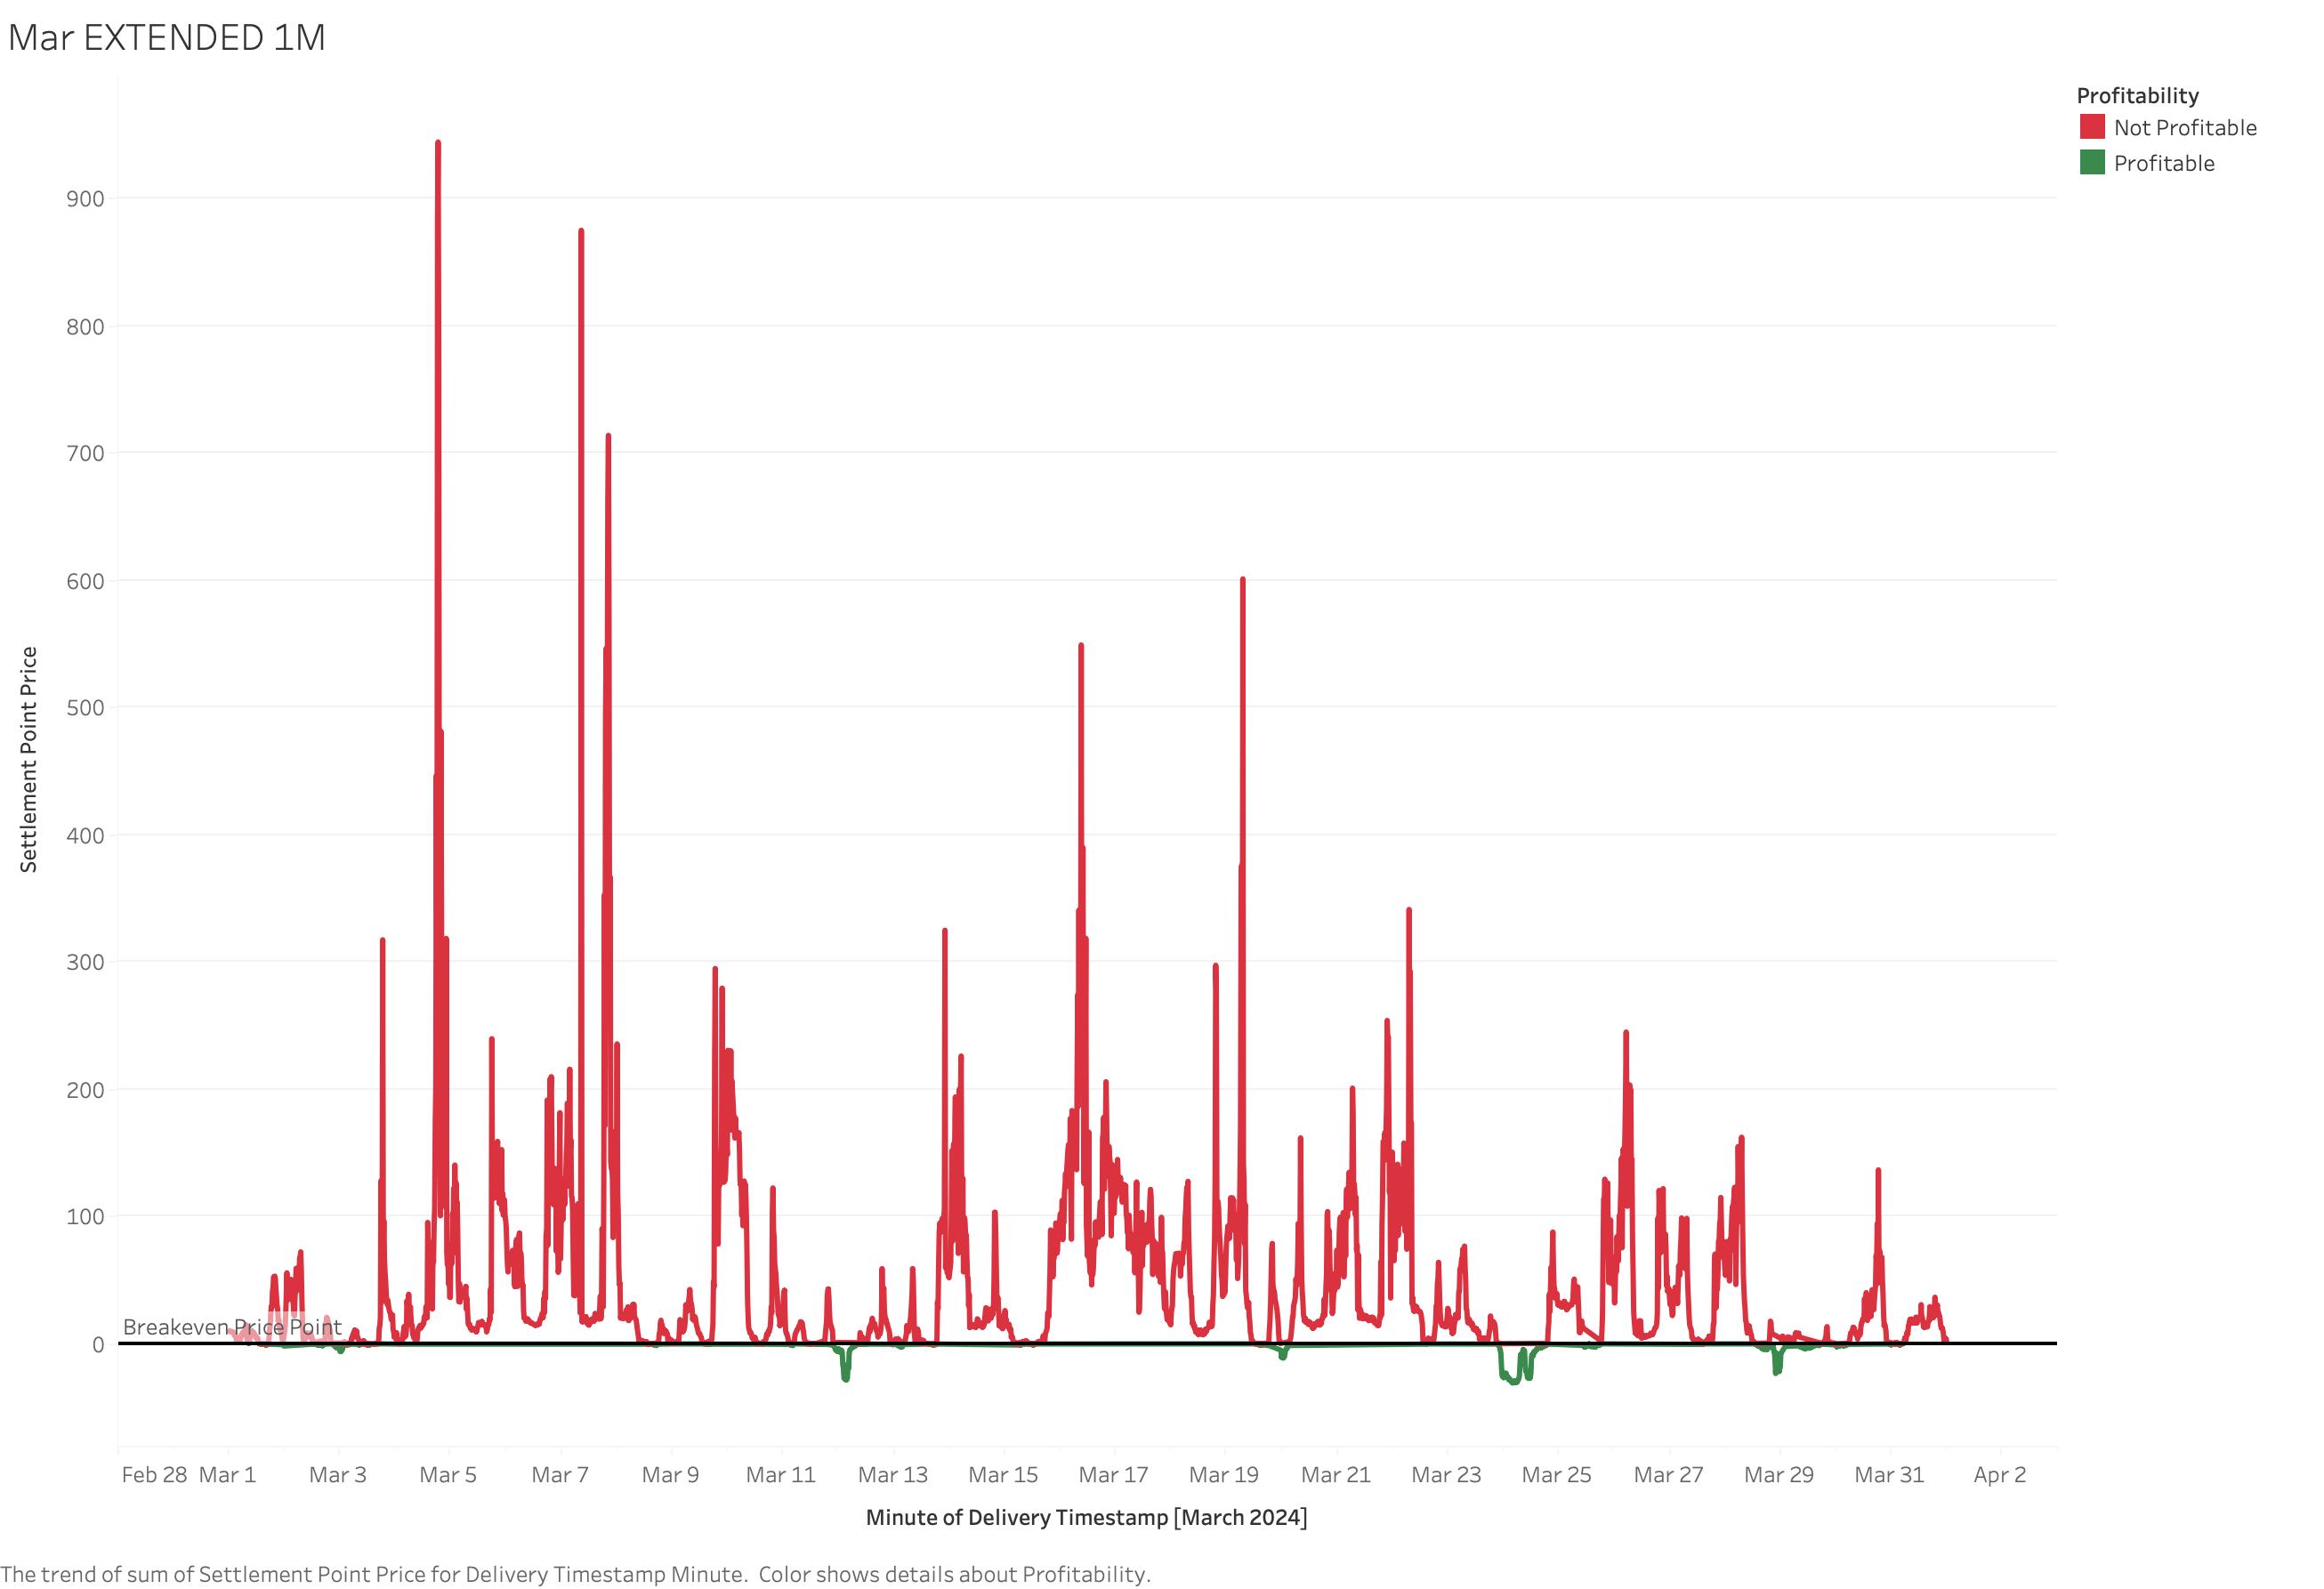 Mar EXTENDED 1M
Profitability
Not Profitable
Profitable
900
800
700
600
500
400
300
200
100
0
Settlement Point Price
Breakeven Price Point
Feb 28 Mar 1 Mar 3 Mar 5 Mar 7 Mar 9 Mar 11 Mar 13 Mar 15 Mar 17 Mar 19 Mar 21 Mar 23 Mar 25 Mar 27 Mar 29 Mar 31 Apr 2
Minute of Delivery Timestamp [March 2024]
The trend of sum of Settlement Point Price for Delivery Timestamp Minute. Color shows details about Profitability.